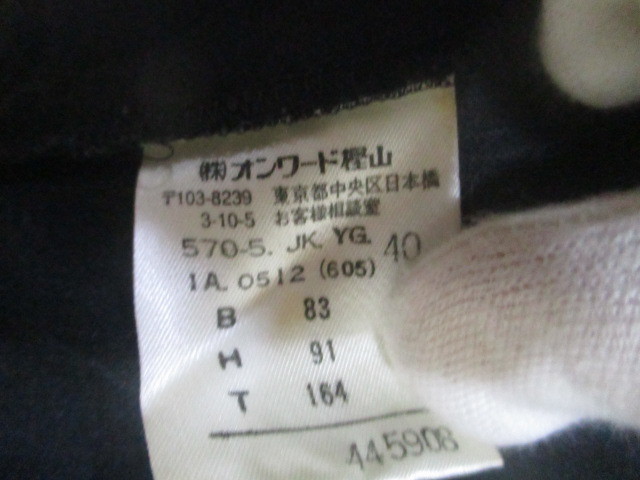 ㈱オンワード樫山
〒103-8239 東京都中央区日本橋
3-10-5 お客様相談室
570-5. JK. YG. 40
1A. 0512 (605)
B 83
H 91
T 164
445908